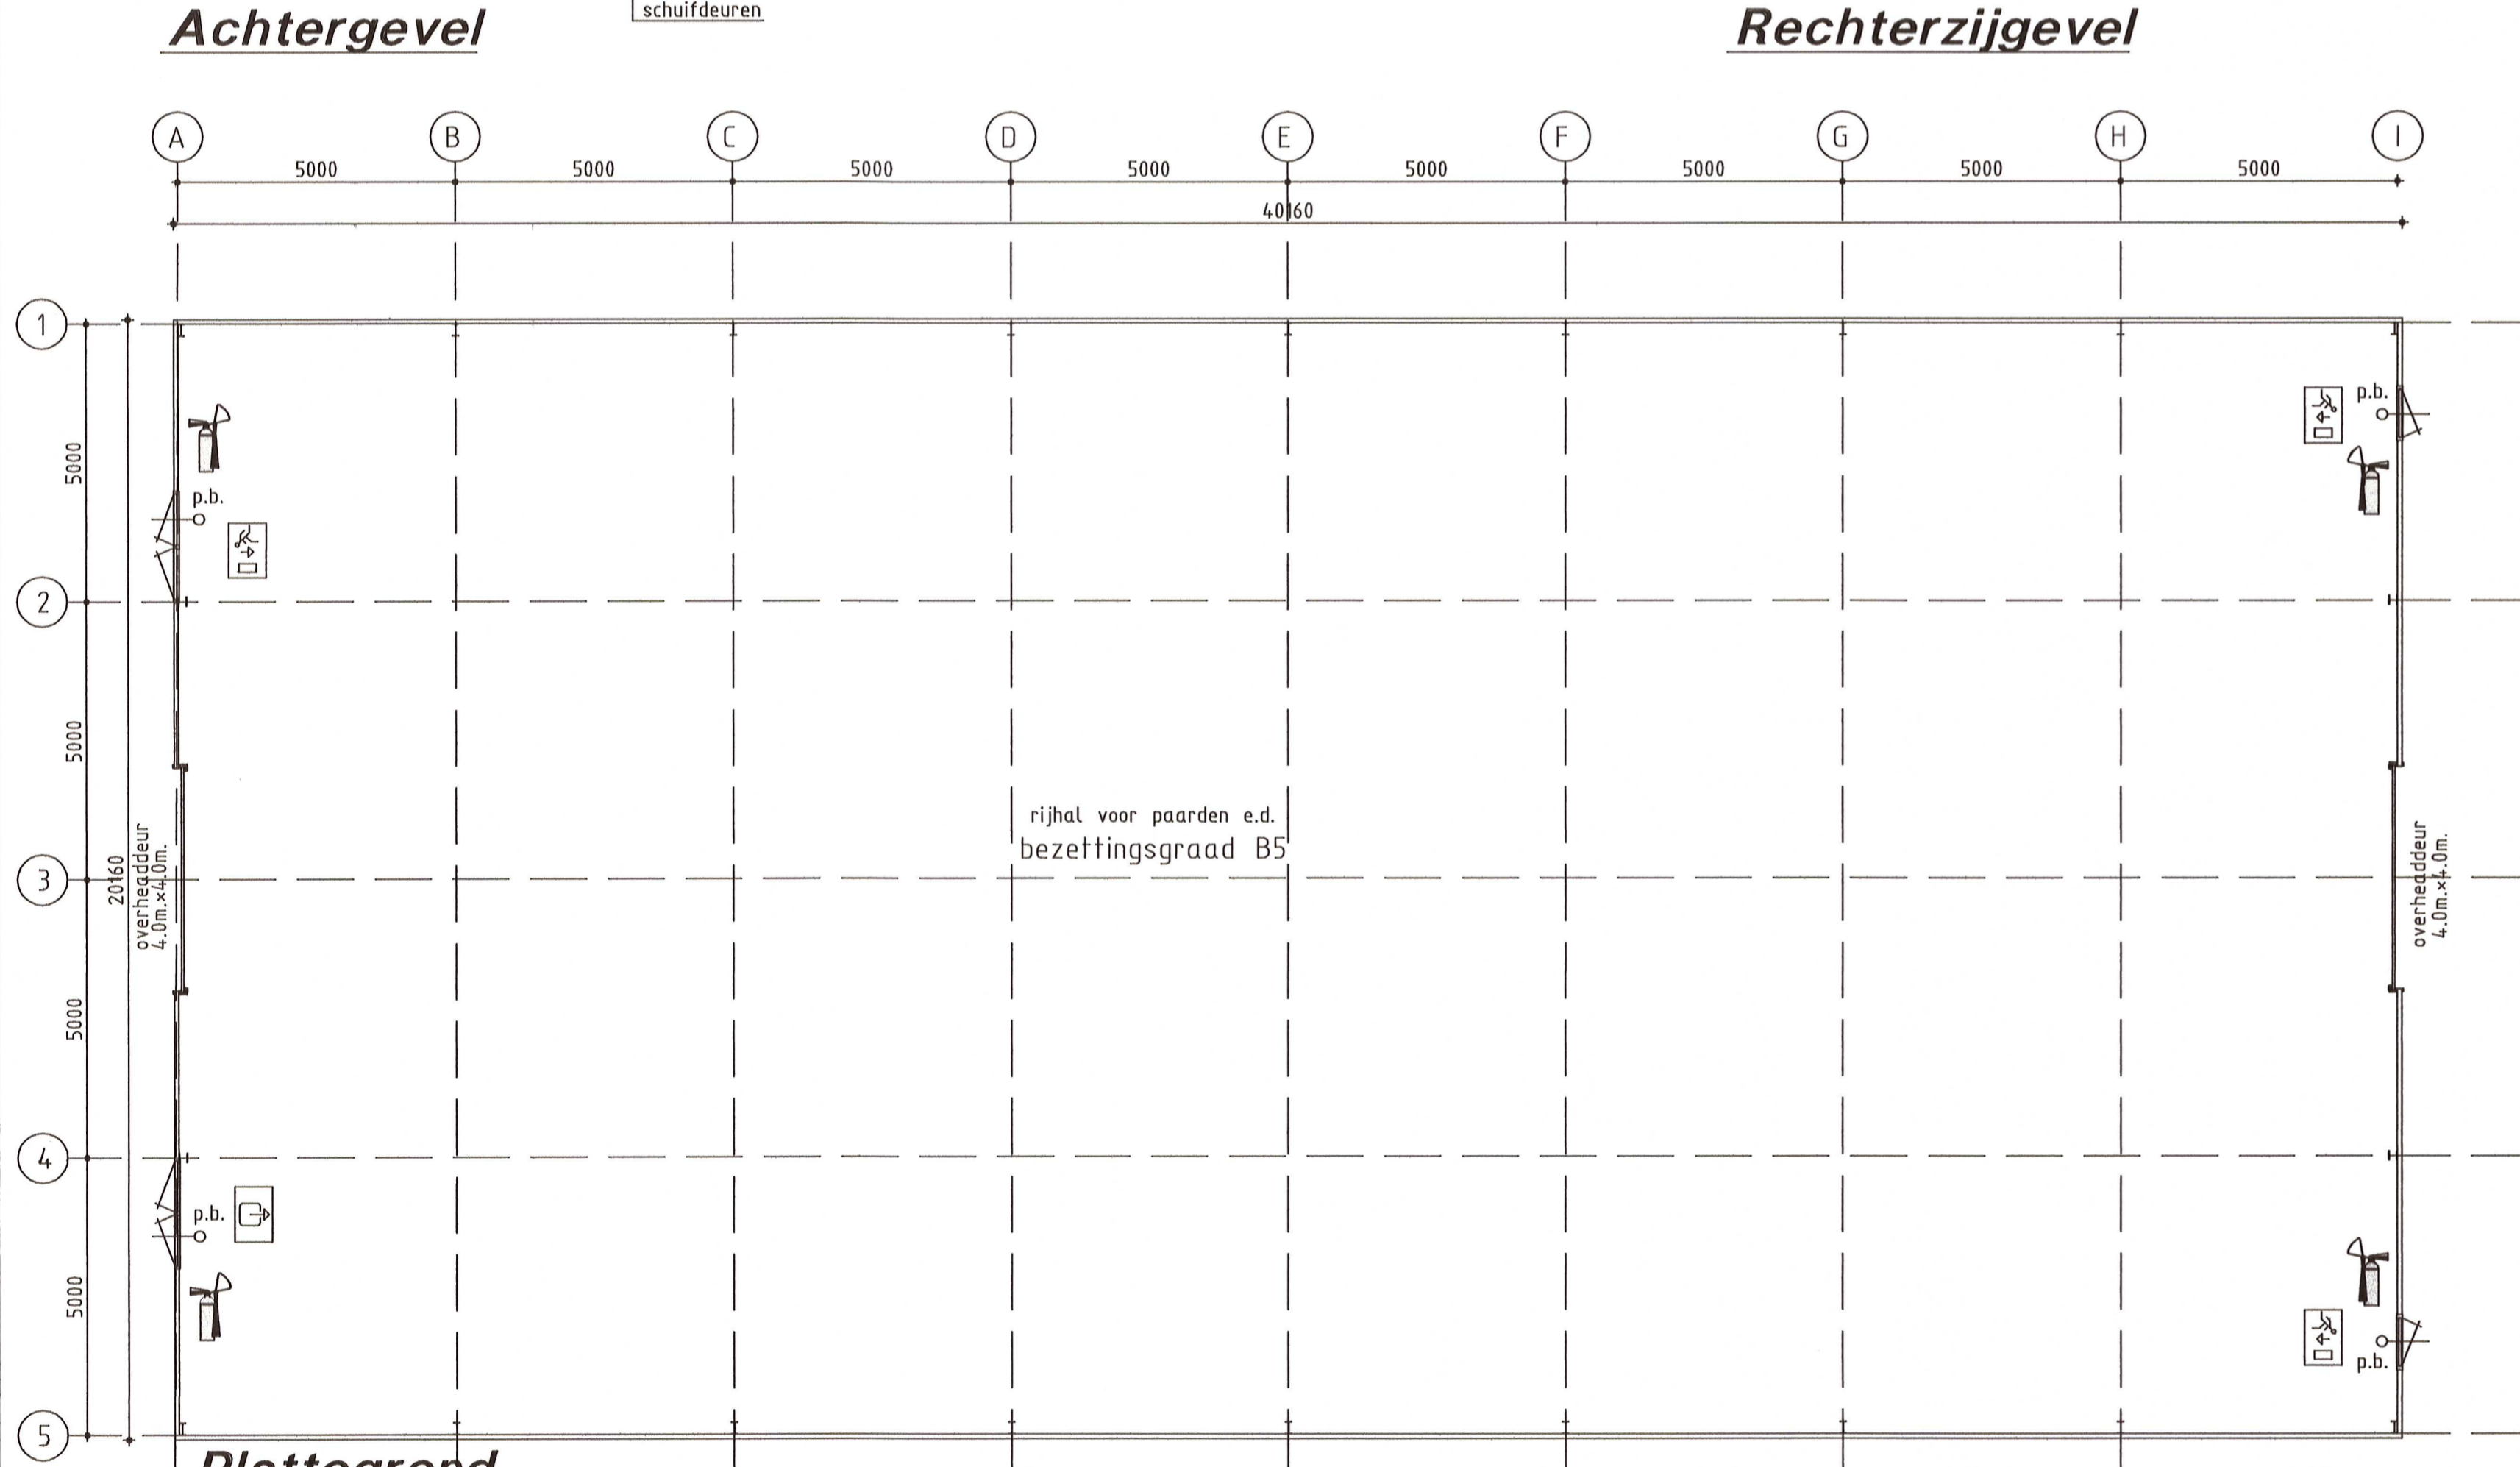 schuifdeuren
Achtergevel
Rechterzijgevel
A B C D E F G H I
5000 5000 5000 5000 5000 5000 5000 5000
40160
1
5000
p.b.
p.b.
2
5000
rijhal voor paarden e.d.
bezettingsgraad B5
3
20160
overheaddeur
4.0m.×4.0m.
overheaddeur
4.0m.×4.0m.
5000
4
p.b.
5000
p.b.
5
Plattegrond